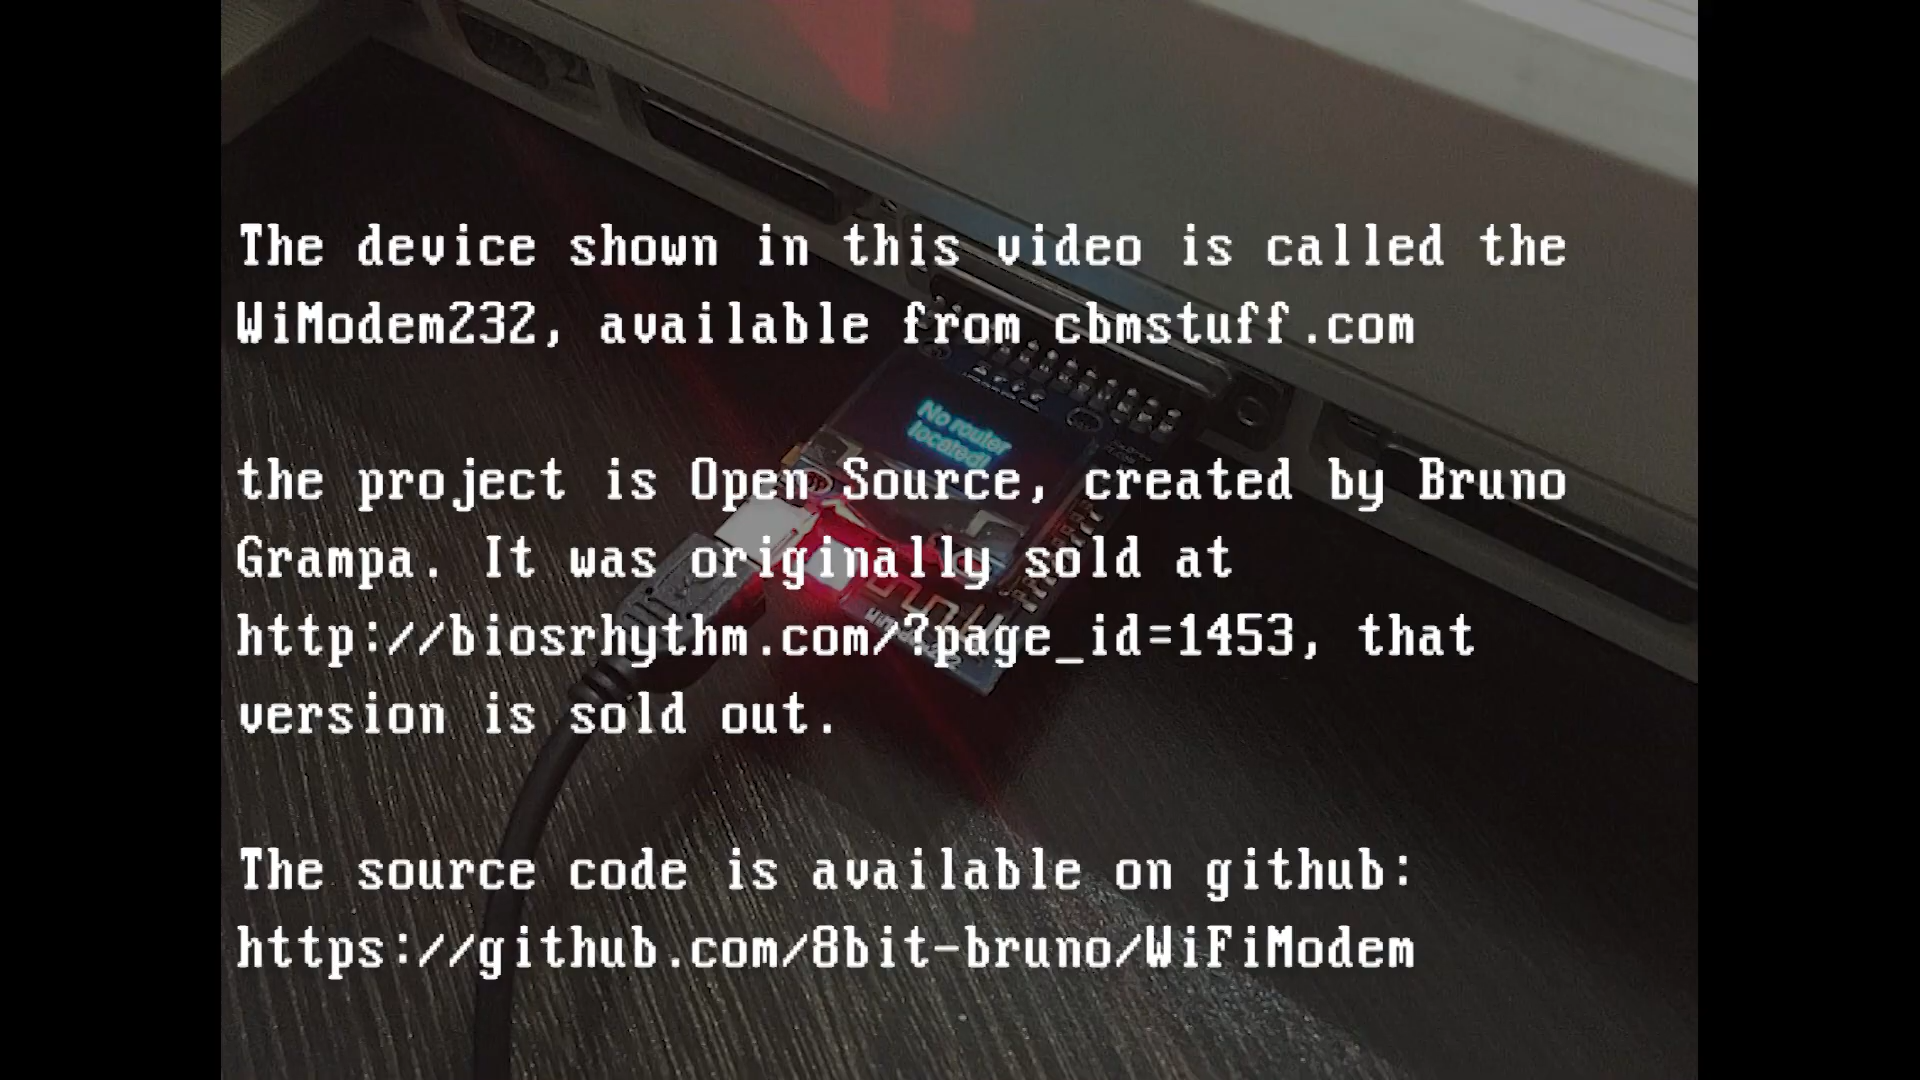 The device shown in this video is called the
WiModem232, available from cbmstuff.com
No router
located!
the project is Open Source, created by Bruno
Grampa. It was originally sold at
http://biosrhythm.com/?page_id=1453, that
version is sold out.
The source code is available on github:
https://github.com/8bit-bruno/WiFiModem